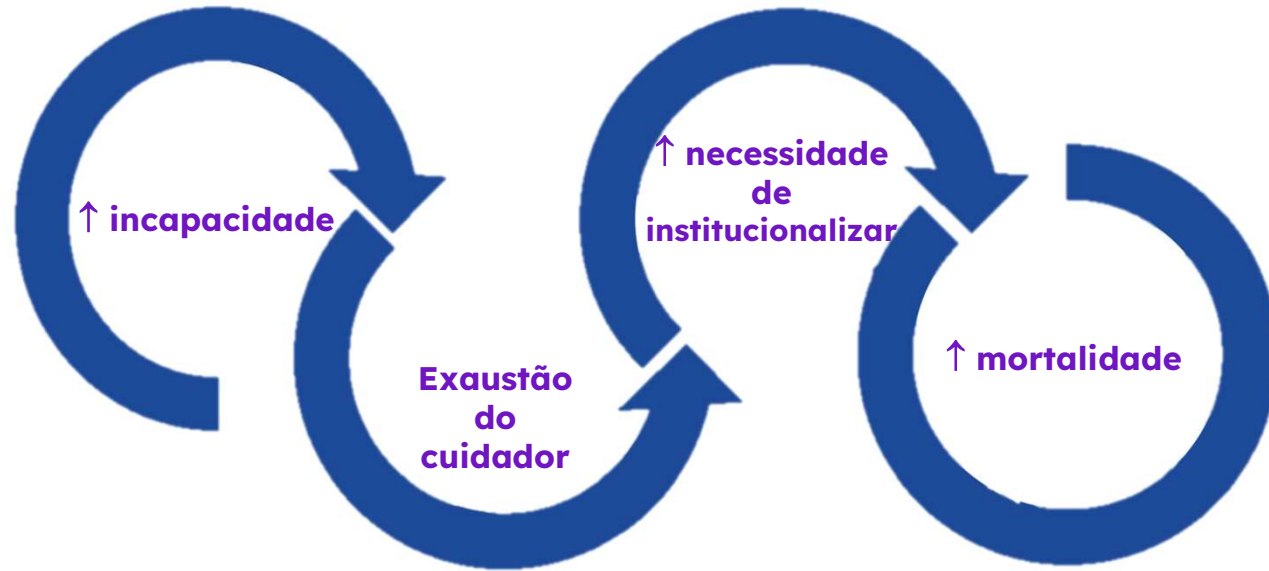 ↑ incapacidade
Exaustão
do
cuidador
↑ necessidade
de
institucionalizar
↑ mortalidade